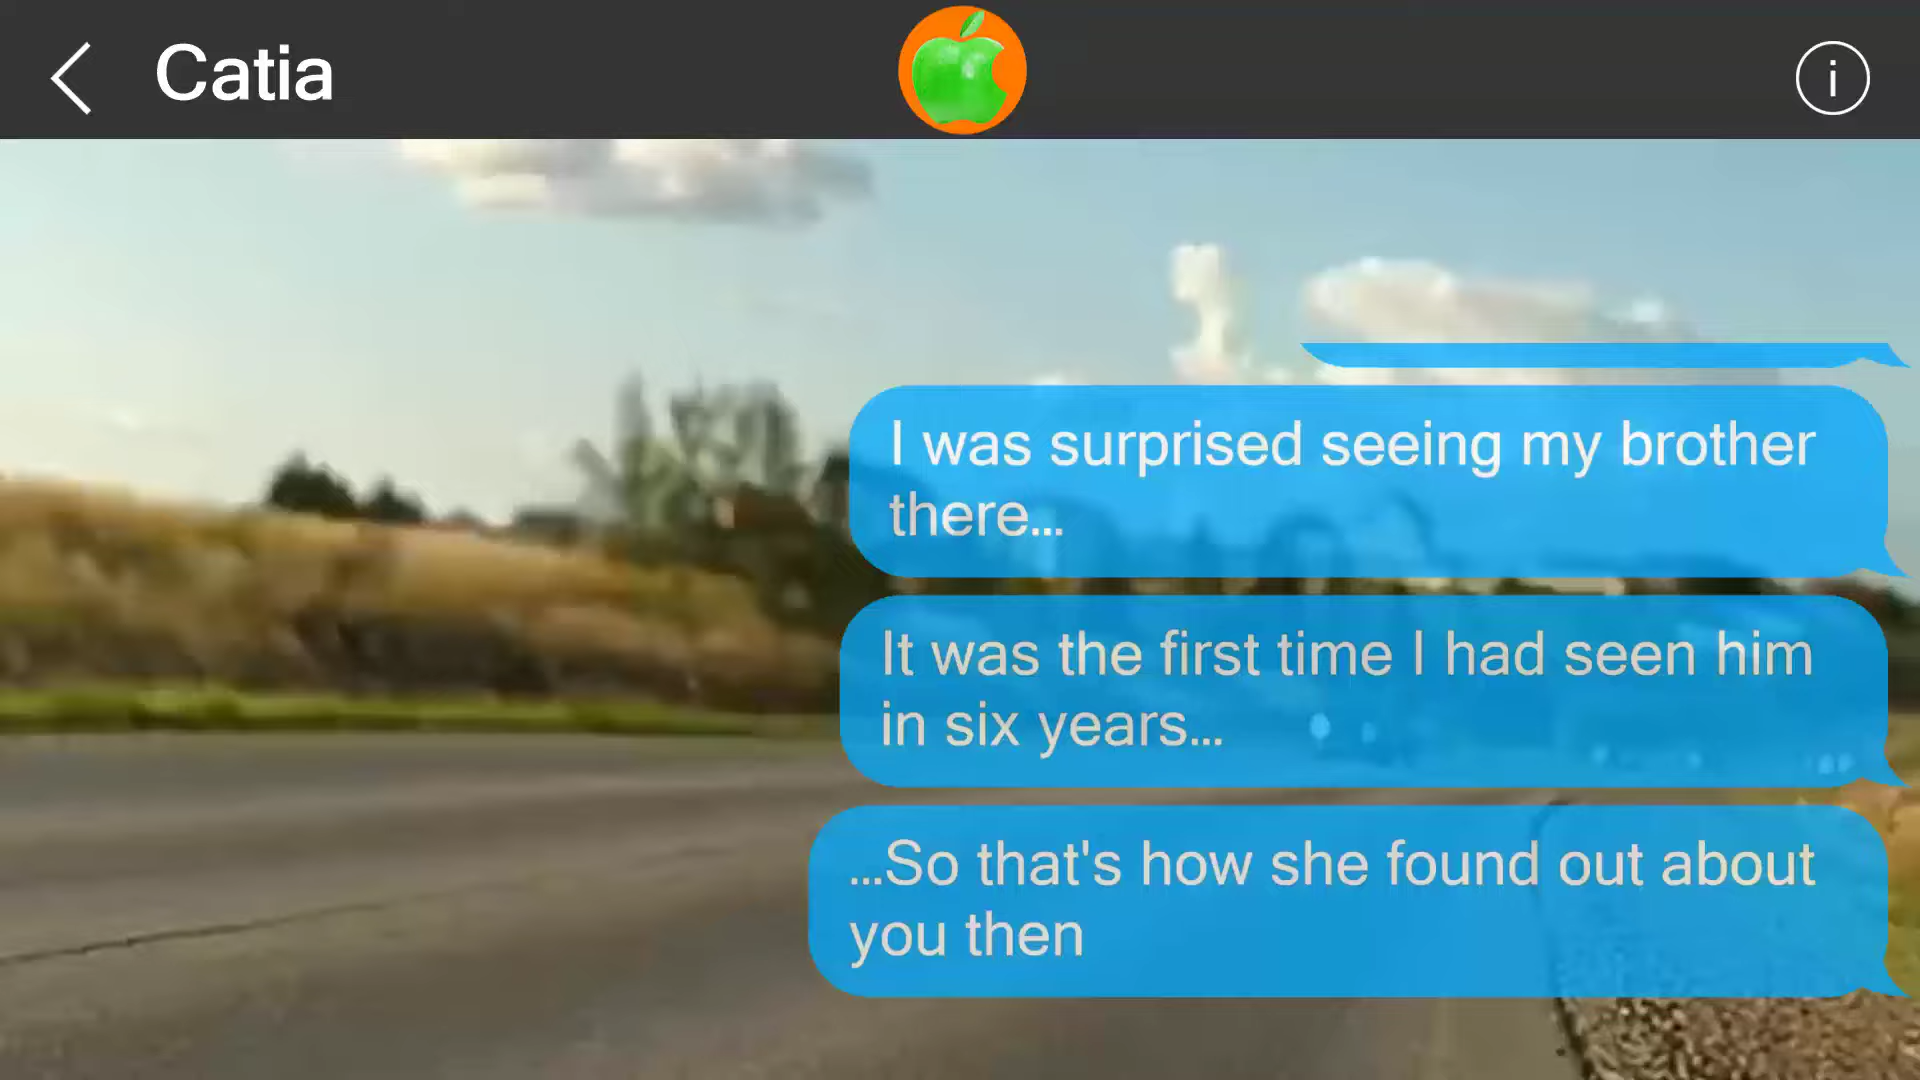 Catia
i
I was surprised seeing my brother
there...
It was the first time I had seen him
in six years...
...So that's how she found out about
you then